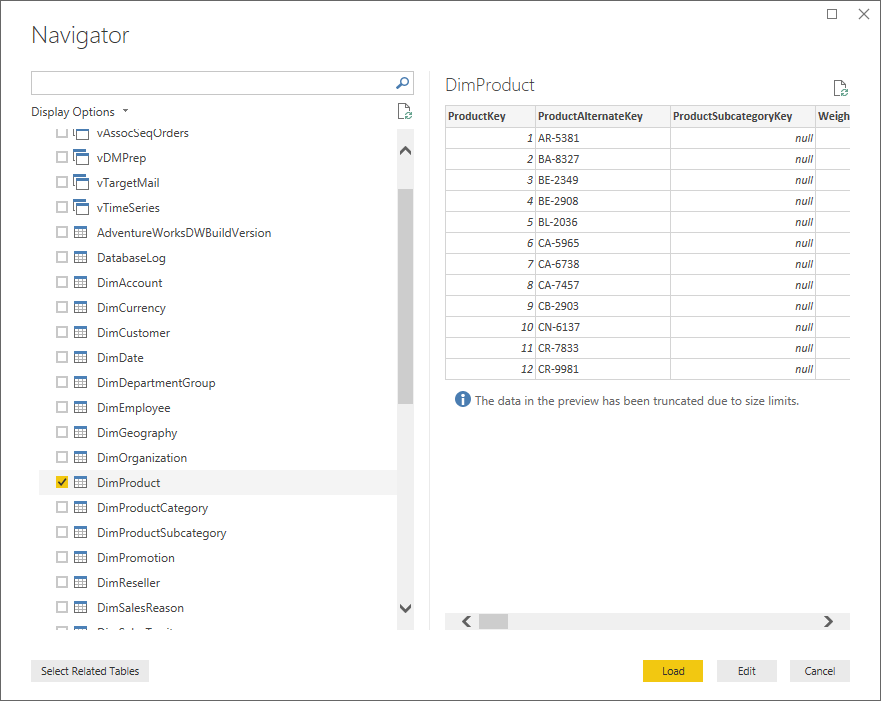 Navigator
Display Options
vAssocSeqOrders
vDMPrep
vTargetMail
vTimeSeries
AdventureWorksDWBuildVersion
DatabaseLog
DimAccount
DimCurrency
DimCustomer
DimDate
DimDepartmentGroup
DimEmployee
DimGeography
DimOrganization
DimProduct
DimProductCategory
DimProductSubcategory
DimPromotion
DimReseller
DimSalesReason
DimProduct
ProductKey ProductAlternateKey ProductSubcategoryKey Weigh
1 AR-5381 null
2 BA-8327 null
3 BE-2349 null
4 BE-2908 null
5 BL-2036 null
6 CA-5965 null
7 CA-6738 null
8 CA-7457 null
9 CB-2903 null
10 CN-6137 null
11 CR-7833 null
12 CR-9981 null
The data in the preview has been truncated due to size limits.
Select Related Tables
Load
Edit
Cancel